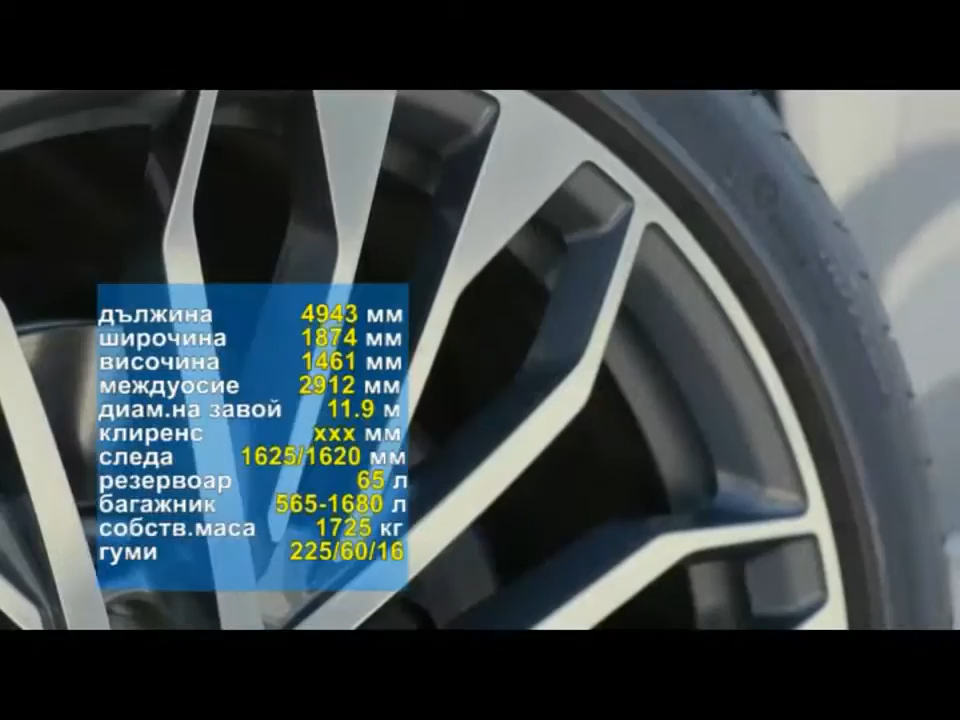 дължина 4943 мм
широчина 1874 мм
височина 1461 мм
междуосие 2912 мм
диам.на завой 11.9 м
клиренс xxx мм
следа 1625/1620 мм
резервоар 65 л
багажник 565-1680 л
собств.маса 1725 кг
гуми 225/60/16